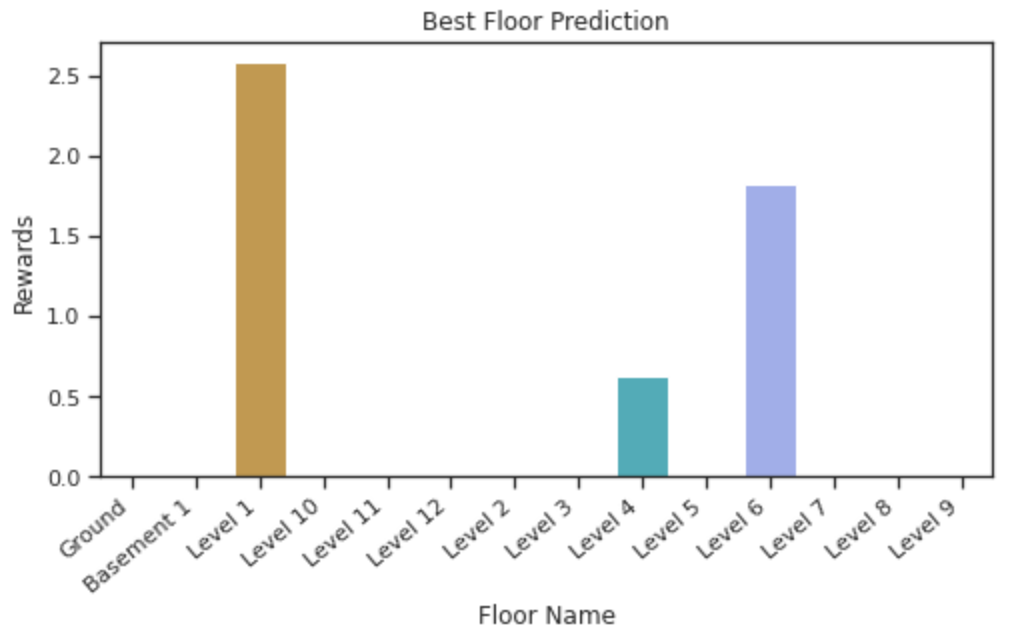 Best Floor Prediction
2.5
2.0
1.5
1.0
0.5
0.0
Rewards
Ground
Basement 1
Level 1
Level 10
Level 11
Level 12
Level 2
Level 3
Level 4
Level 5
Level 6
Level 7
Level 8
Level 9
Floor Name